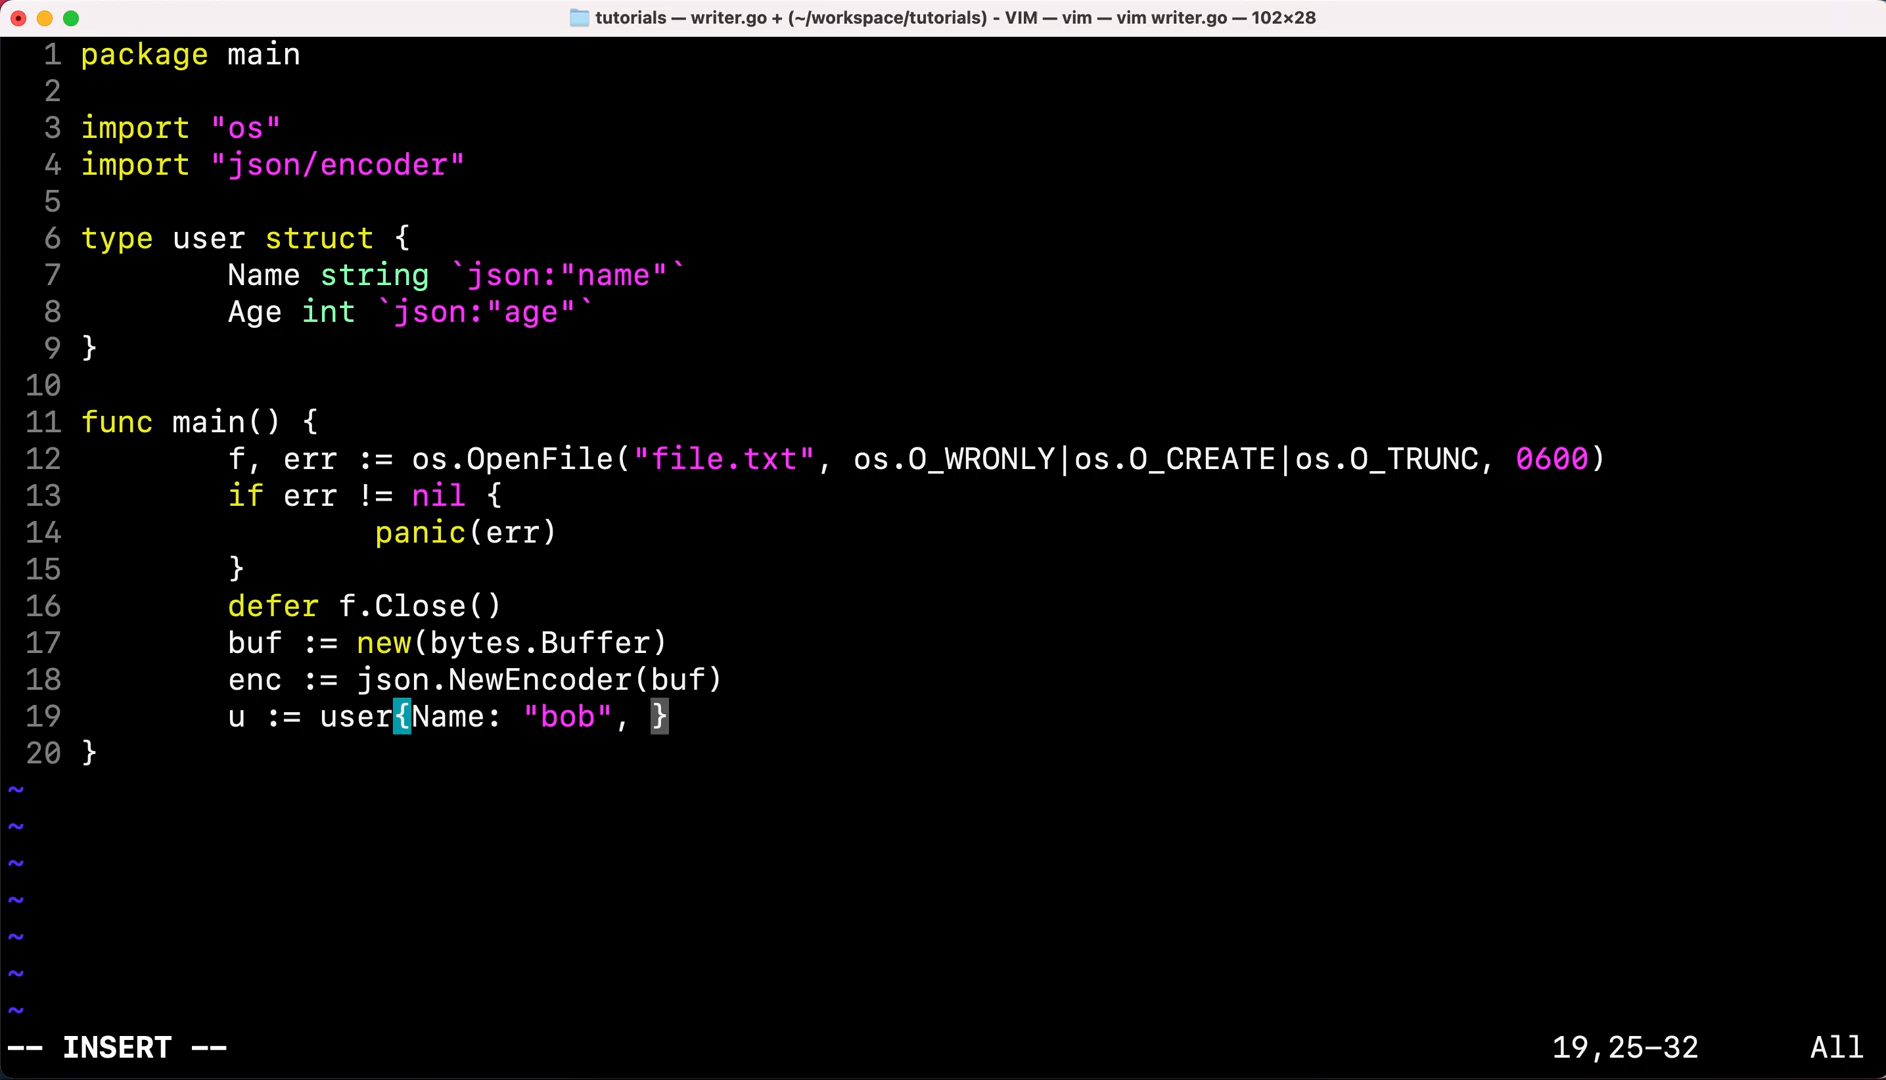 tutorials — writer.go + (~/workspace/tutorials) - VIM — vim — vim writer.go — 102×28
1 package main
2
3 import "os"
4 import "json/encoder"
5
6 type user struct {
7         Name string `json:"name"`
8         Age int `json:"age"`
9 }
10
11 func main() {
12         f, err := os.OpenFile("file.txt", os.O_WRONLY|os.O_CREATE|os.O_TRUNC, 0600)
13         if err != nil {
14                 panic(err)
15         }
16         defer f.Close()
17         buf := new(bytes.Buffer)
18         enc := json.NewEncoder(buf)
19         u := user{Name: "bob", }
20 }
~
~
~
~
~
~
~
-- INSERT --                    19,25-32    All